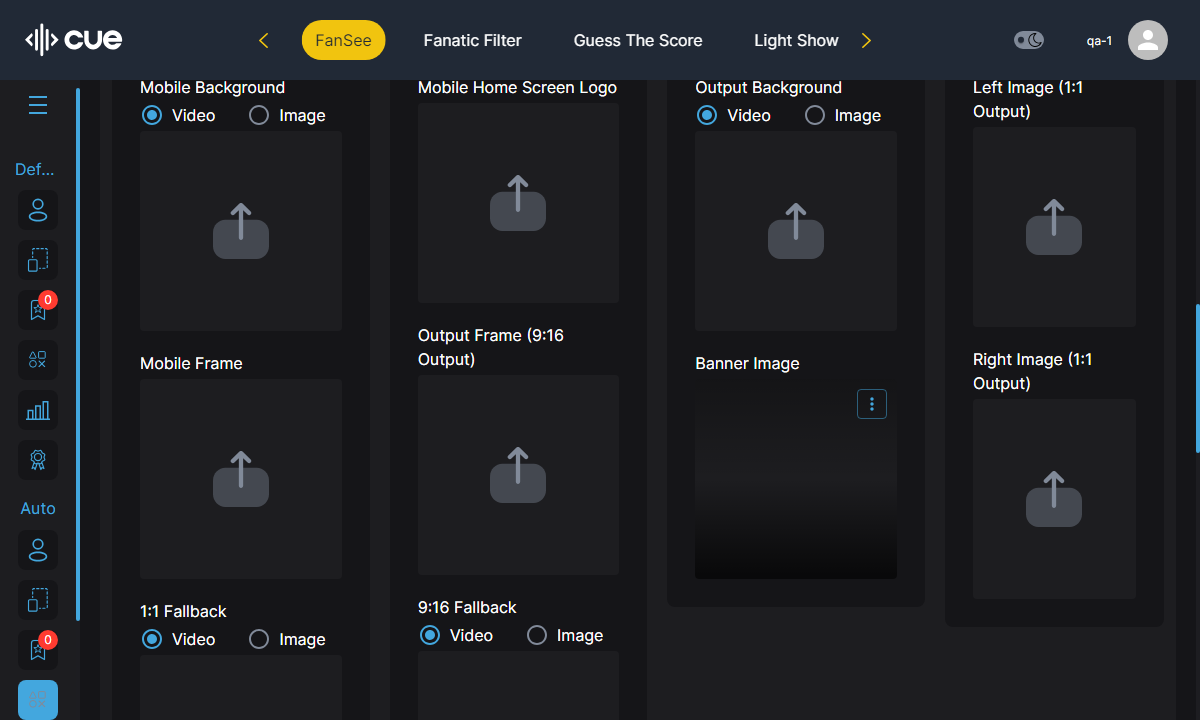 cue
FanSee
Fanatic Filter
Guess The Score
Light Show
qa-1
Def...
0
Auto
0
Mobile Background
Video
Image
Mobile Frame
1:1 Fallback
Video
Image
Mobile Home Screen Logo
Output Frame (9:16
Output)
9:16 Fallback
Video
Image
Output Background
Video
Image
Banner Image
Left Image (1:1
Output)
Right Image (1:1
Output)